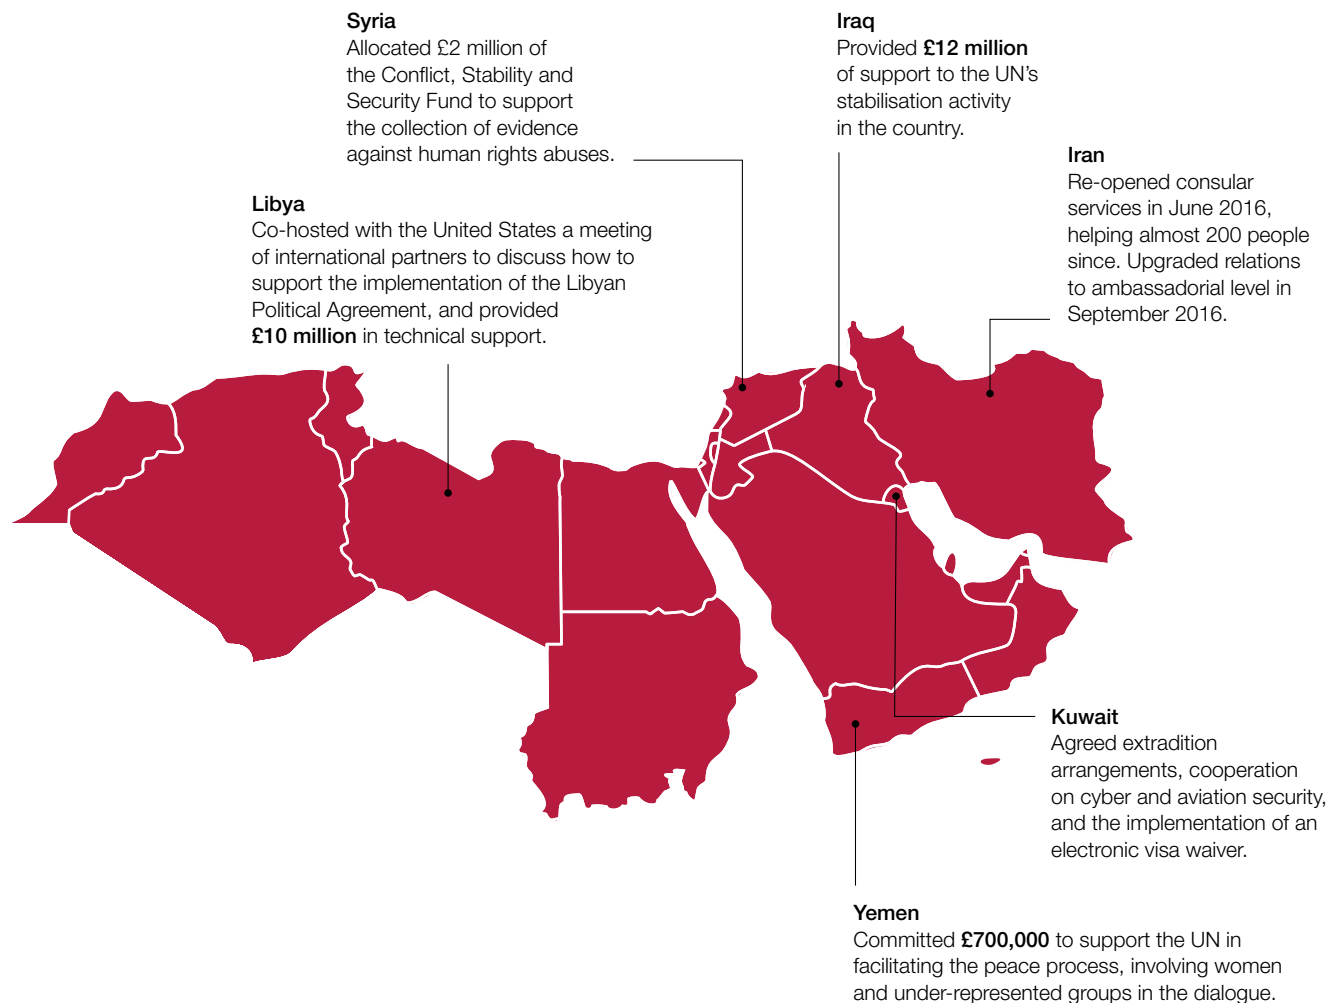 Syria
Allocated £2 million of
the Conflict, Stability and
Security Fund to support
the collection of evidence
against human rights abuses.
Iraq
Provided £12 million
of support to the UN's
stabilisation activity
in the country.
Iran
Re-opened consular
services in June 2016,
helping almost 200 people
since. Upgraded relations
to ambassadorial level in
September 2016.
Libya
Co-hosted with the United States a meeting
of international partners to discuss how to
support the implementation of the Libyan
Political Agreement, and provided
£10 million in technical support.
Kuwait
Agreed extradition
arrangements, cooperation
on cyber and aviation security,
and the implementation of an
electronic visa waiver.
Yemen
Committed £700,000 to support the UN in
facilitating the peace process, involving women
and under-represented groups in the dialogue.